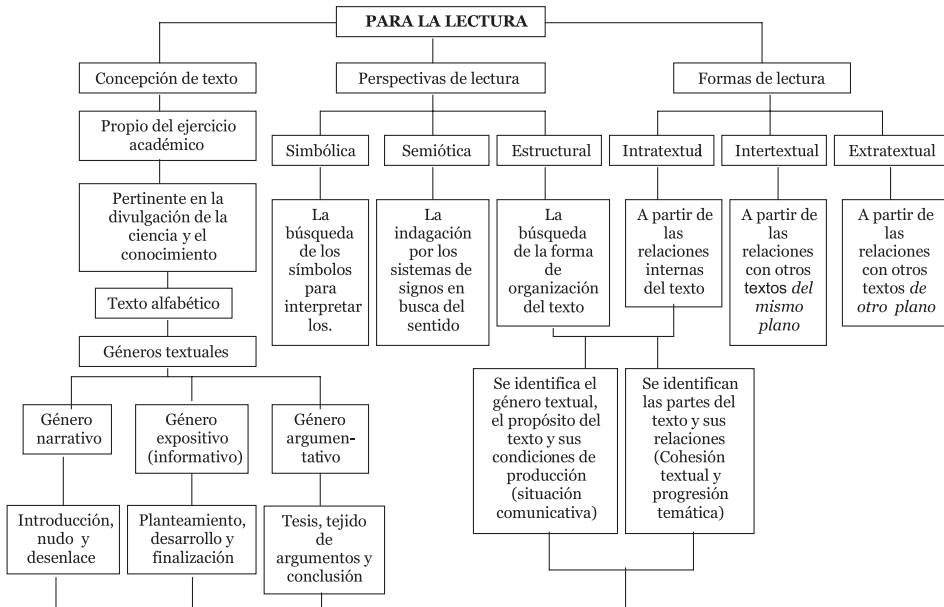 PARA LA LECTURA
Concepción de texto
Perspectivas de lectura
Formas de lectura
Propio del ejercicio
académico
Simbólica
Semiótica
Estructural
Intratextual
Intertextual
Extratextual
Pertinente en la
divulgación de la
ciencia y el
conocimiento
La
búsqueda
de los
símbolos
para
interpretar
los.
La
indagación
por los
sistemas de
signos en
busca del
sentido
La
búsqueda
de la forma
de
organización
del texto
A partir de
las
relaciones
internas
del texto
A partir de
las
relaciones
con otros
textos del
mismo
plano
A partir de
las
relaciones
con otros
textos de
otro plano
Texto alfabético
Géneros textuales
Género
narrativo
Género
expositivo
(informativo)
Género
argumen-
tativo
Se identifica el
género textual,
el propósito del
texto y sus
condiciones de
producción
(situación
comunicativa)
Se identifican
las partes del
texto y sus
relaciones
(Cohesión
textual y
progresión
temática)
Introducción,
nudo y
desenlace
Planteamiento,
desarrollo y
finalización
Tesis, tejido
de
argumentos y
conclusión